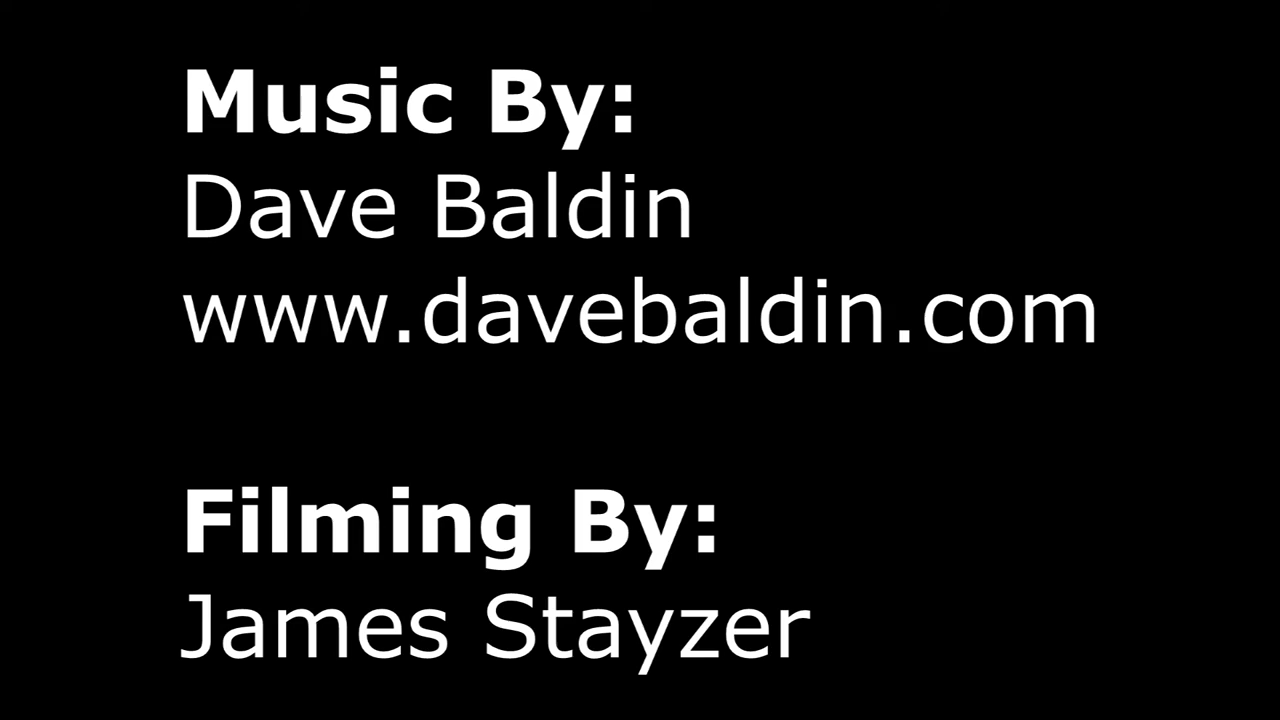 Music By:
Dave Baldin
www.davebaldin.com
Filming By:
James Stayzer